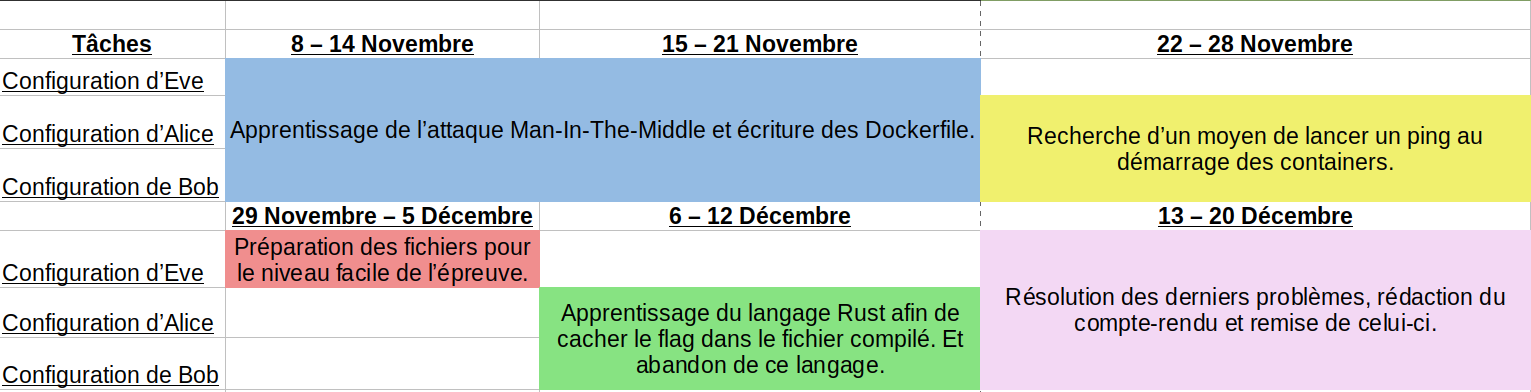 Tâches 8 – 14 Novembre 15 – 21 Novembre 22 – 28 Novembre
Configuration d’Eve
Configuration d’Alice
Configuration de Bob
Apprentissage de l’attaque Man-In-The-Middle et écriture des Dockerfile.
Recherche d’un moyen de lancer un ping au
démarrage des containers.
29 Novembre – 5 Décembre 6 – 12 Décembre 13 – 20 Décembre
Configuration d’Eve
Configuration d’Alice
Configuration de Bob
Préparation des fichiers pour
le niveau facile de l’épreuve.
Apprentissage du langage Rust afin de
cacher le flag dans le fichier compilé. Et
abandon de ce langage.
Résolution des derniers problèmes, rédaction du
compte-rendu et remise de celui-ci.